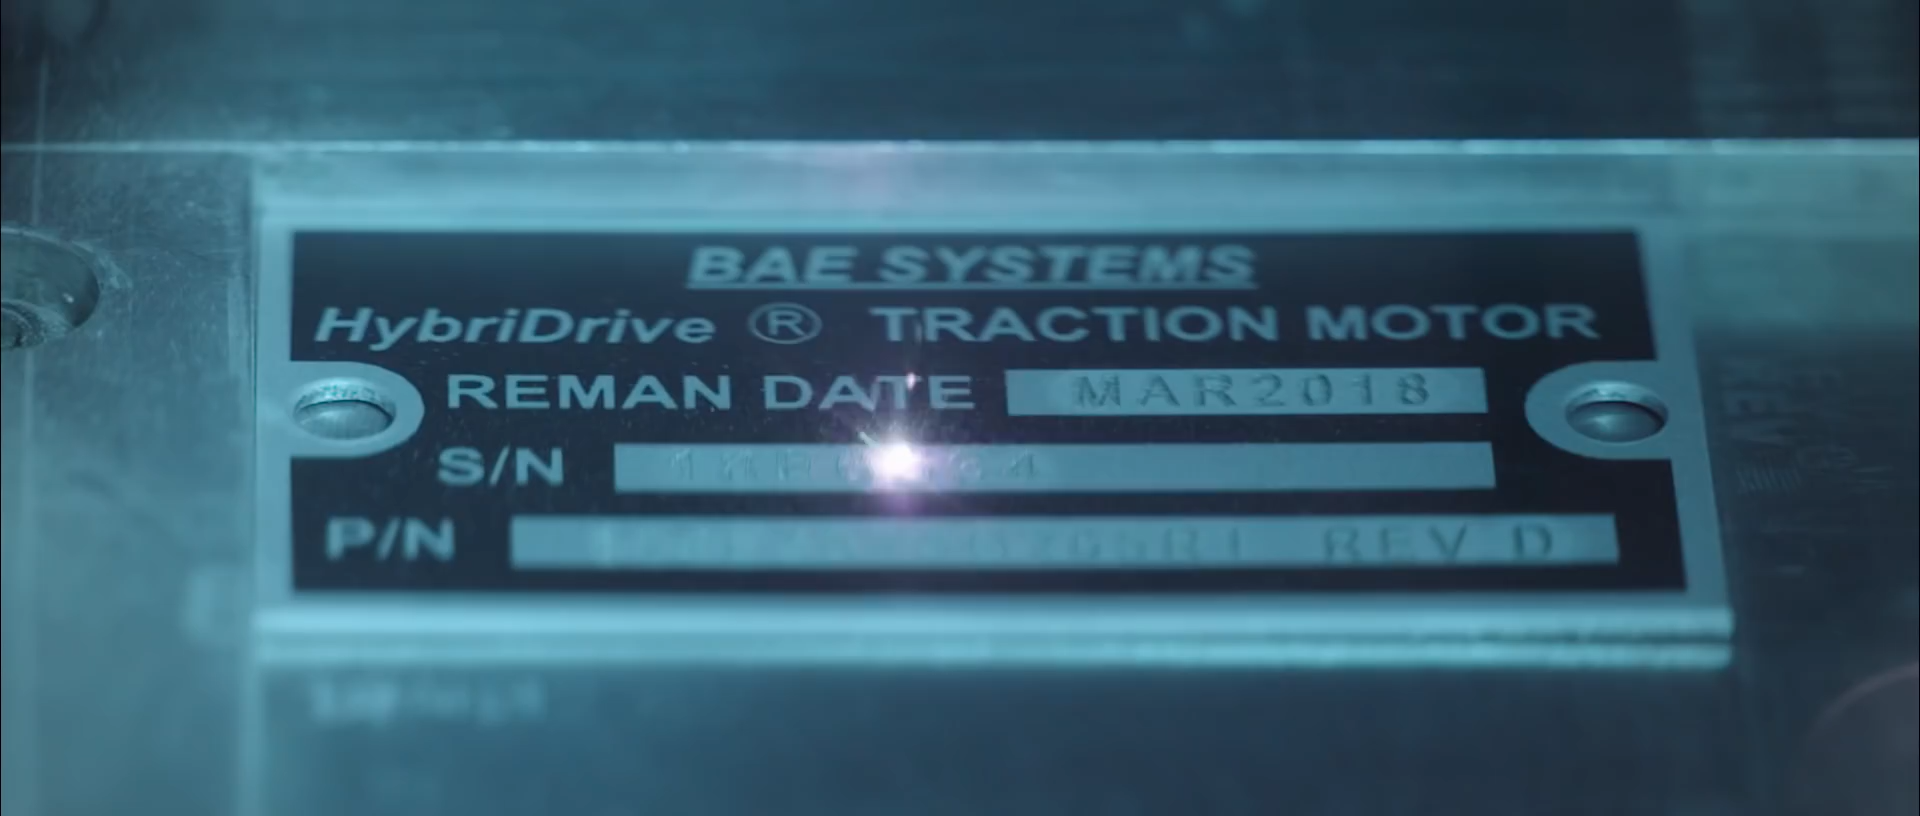 BAE SYSTEMS
HybriDrive ® TRACTION MOTOR
REMAN DATE MAR2018
S/N
P/N REV D